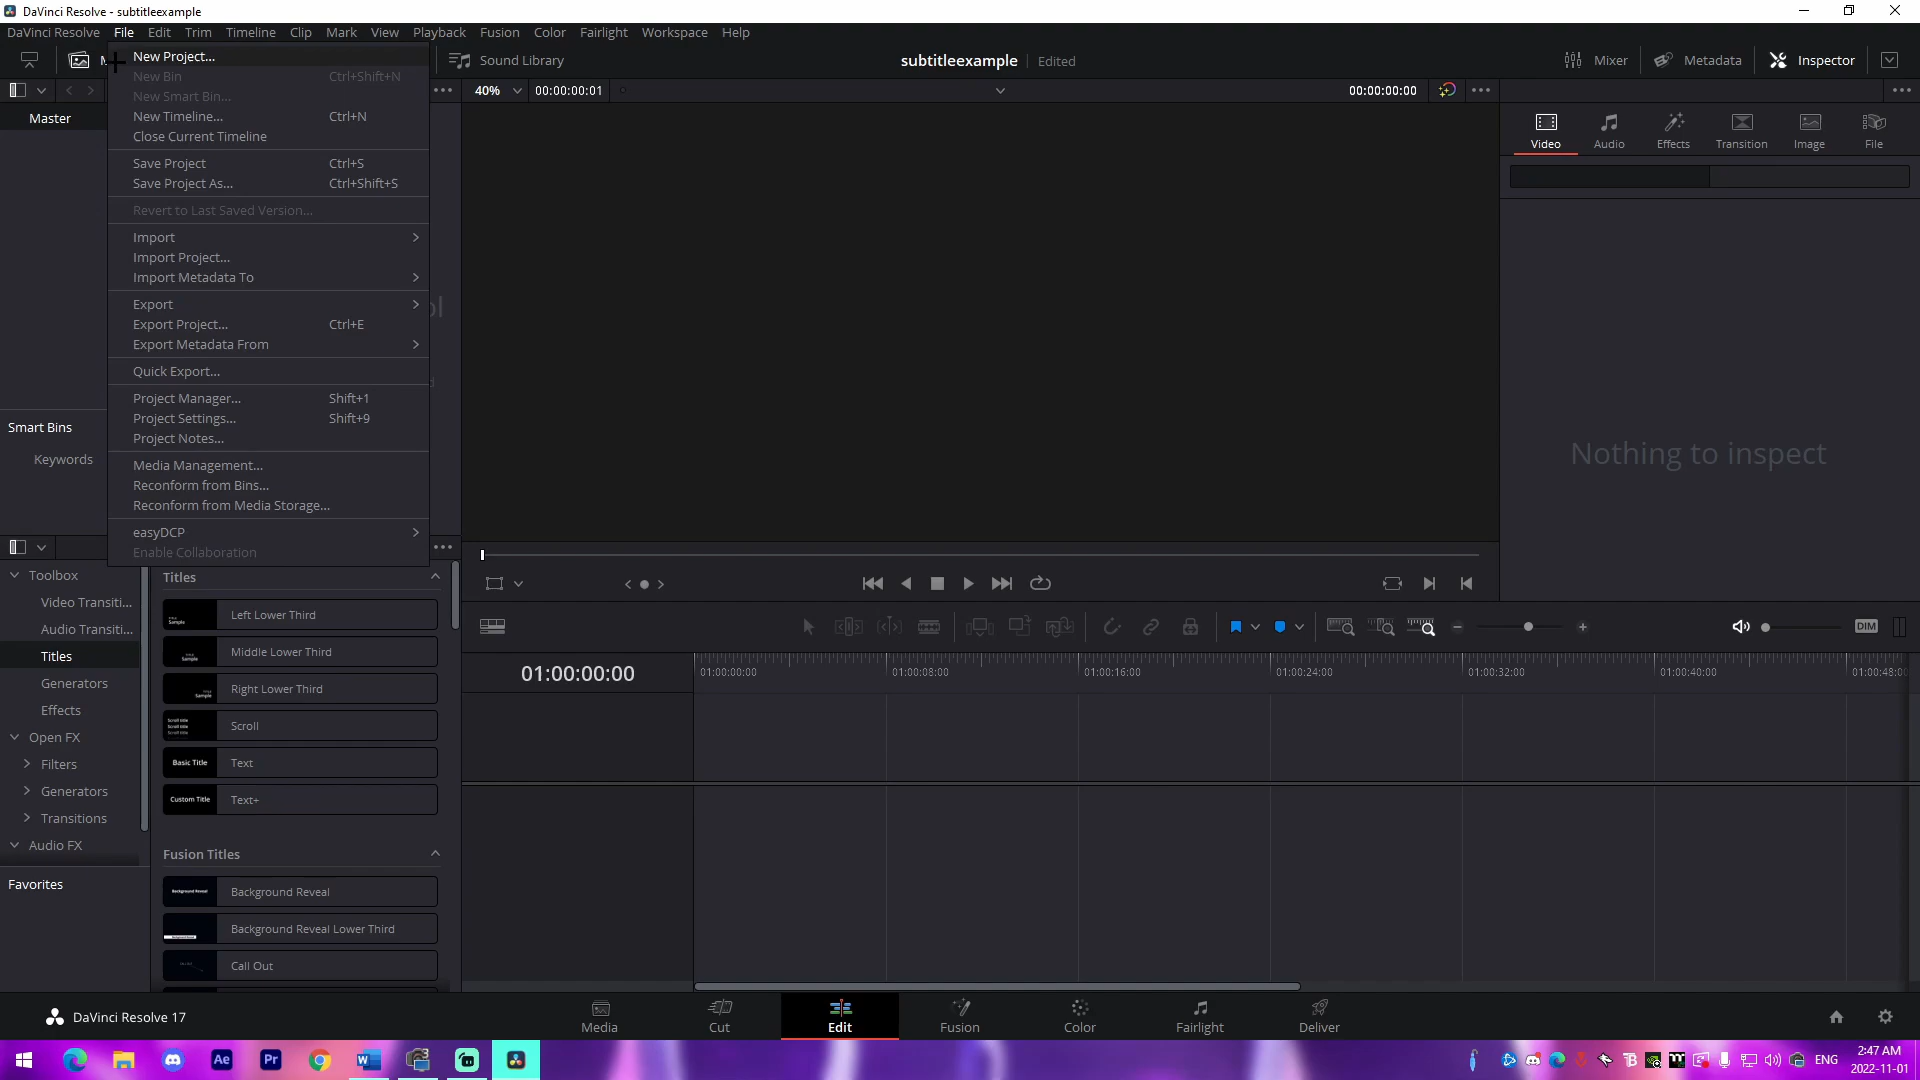 DaVinci Resolve - subtitleexample
DaVinci Resolve File Edit Trim Timeline Clip Mark View Playback Fusion Color Fairlight Workspace Help
Sound Library
subtitleexample Edited
Mixer Metadata Inspector
New Project...
New Bin Ctrl+Shift+N
New Smart Bin...
New Timeline... Ctrl+N
Close Current Timeline
Save Project Ctrl+S
Save Project As... Ctrl+Shift+S
Revert to Last Saved Version...
Import
Import Project...
Import Metadata To
Export
Export Project... Ctrl+E
Export Metadata From
Quick Export...
Project Manager... Shift+1
Project Settings... Shift+9
Project Notes...
Media Management...
Reconform from Bins...
Reconform from Media Storage...
easyDCP
Enable Collaboration
Master
Smart Bins
Keywords
40% 00:00:00:01 00:00:00:00
Video Audio Effects Transition Image File
Nothing to inspect
Toolbox
Video Transiti...
Audio Transiti...
Titles
Generators
Effects
Open FX
Filters
Generators
Transitions
Audio FX
Favorites
Titles
Left Lower Third
Middle Lower Third
Right Lower Third
Scroll
Basic Title Text
Custom Title Text+
Fusion Titles
Background Reveal Background Reveal
Background Reveal Lower Third
Call Out
DIM
01:00:00:00
01:00:00:00 01:00:08:00 01:00:16:00 01:00:24:00 01:00:32:00 01:00:40:00 01:00:48:00
DaVinci Resolve 17
Media Cut Edit Fusion Color Fairlight Deliver
Ae Pr
ENG
2:47 AM
2022-11-01